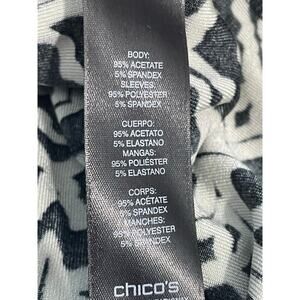 BODY:
95% ACETATE
5% SPANDEX
SLEEVES:
95% POLYESTER
5% SPANDEX
CUERPO:
95% ACETATO
5% ELASTANO
MANGAS:
95% POLIÉSTER
5% ELASTANO
CORPS:
95% ACÉTATE
5% SPANDEX
MANCHES:
95% POLYESTER
5% SPANDEX
chico's